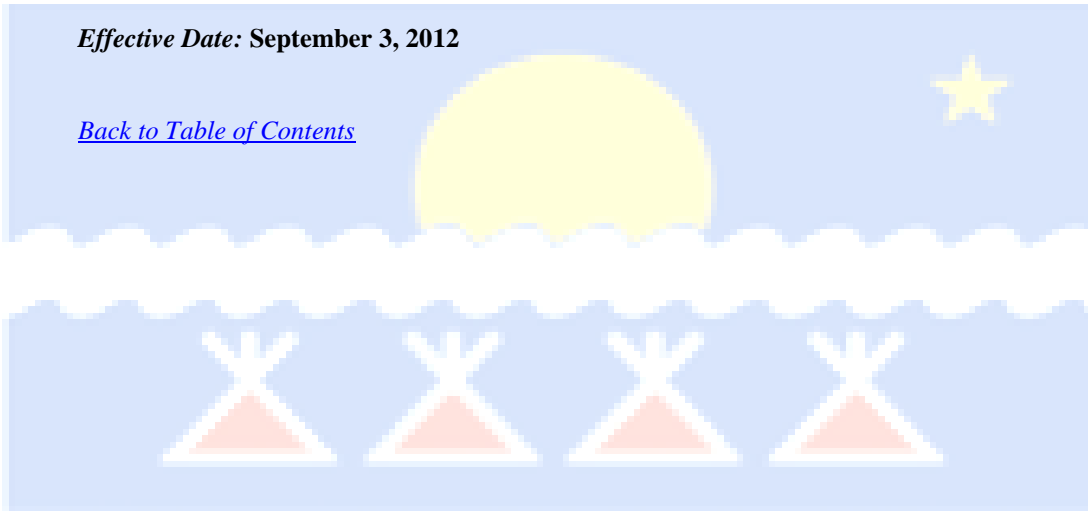 Effective Date: September 3, 2012
Back to Table of Contents